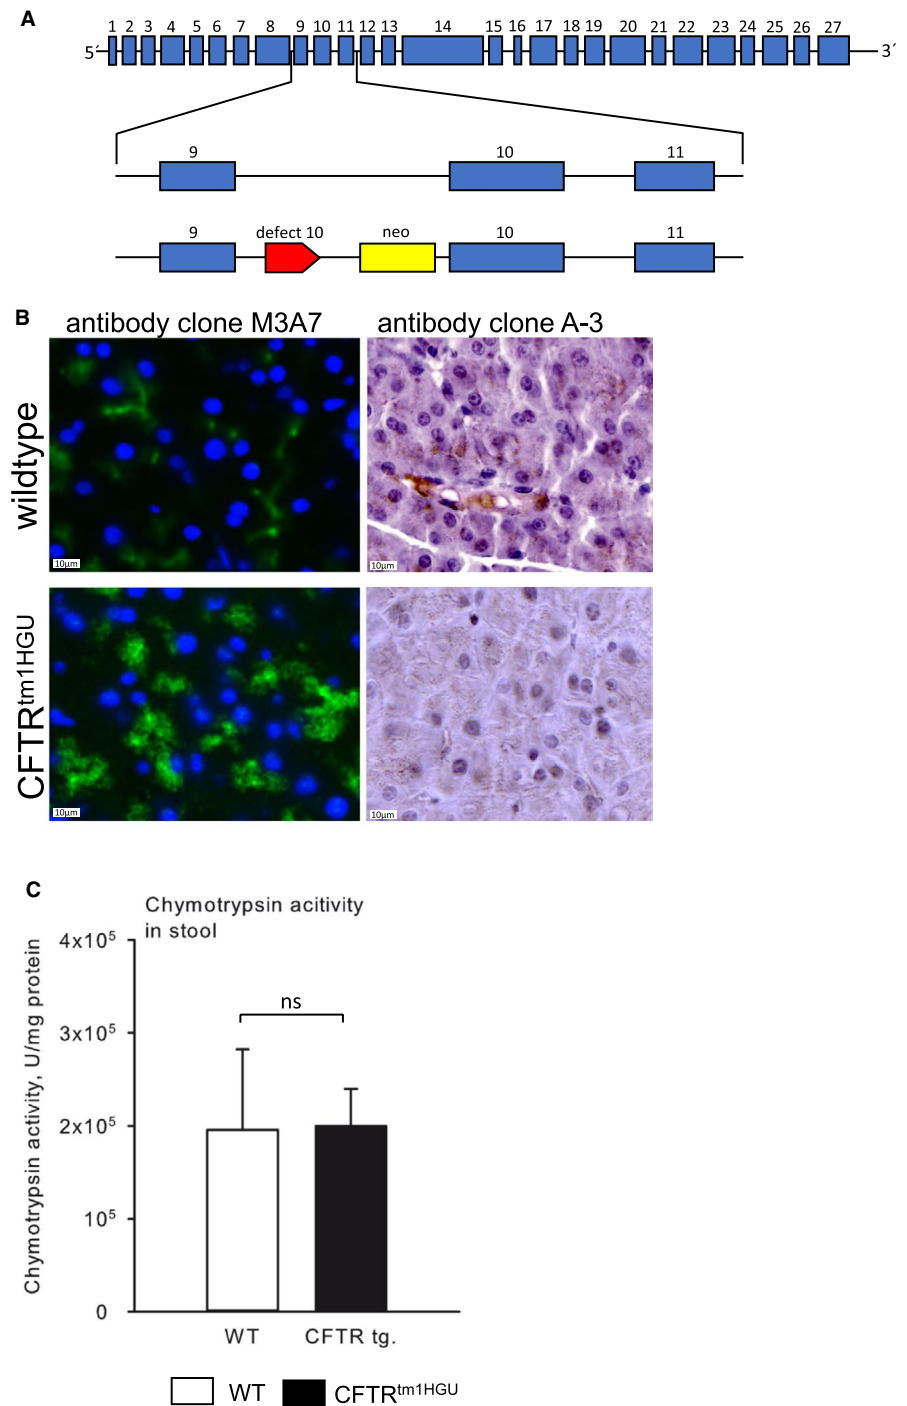 A
1 2 3 4 5 6 7 8 9 10 11 12 13 14 15 16 17 18 19 20 21 22 23 24 25 26 27
5´ 3´
9 10 11
9 defect 10 neo 10 11
B
antibody clone M3A7 antibody clone A-3
wildtype
10µm 10µm
CFTRtm1HGU
10µm 10µm
C
Chymotrypsin acitivity
in stool
Chymotrypsin activity, U/mg protein
4x10⁵
ns
3x10⁵
2x10⁵
10⁵
0
WT CFTR tg.
WT CFTRtm1HGU